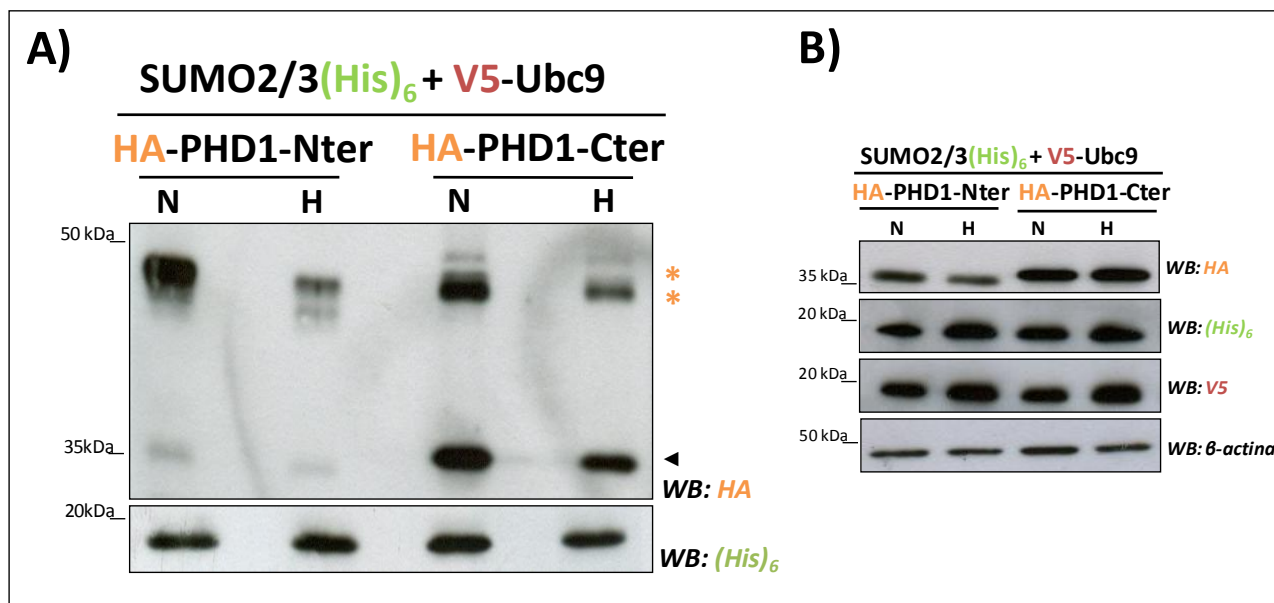 A)
SUMO2/3(His)6 + V5-Ubc9
HA-PHD1-Nter HA-PHD1-Cter
N H N H
50 kDa
*
*
35kDa
WB: HA
20kDa
WB: (His)6
B)
SUMO2/3(His)6 + V5-Ubc9
HA-PHD1-Nter HA-PHD1-Cter
N H N H
35 kDa WB: HA
20 kDa WB: (His)6
20 kDa WB: V5
50 kDa WB: β-actina